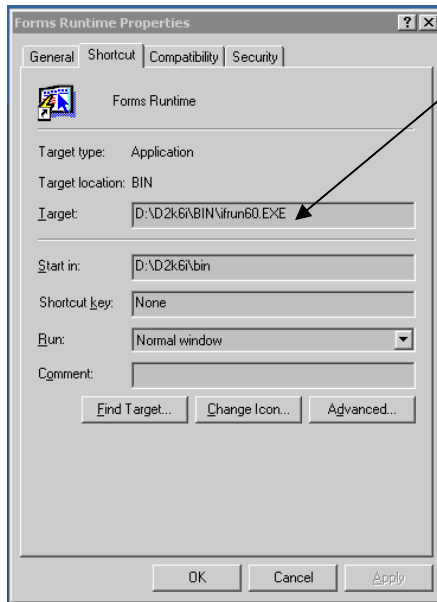 Forms Runtime Properties
General Shortcut Compatibility Security
Forms Runtime
Target type: Application
Target location: BIN
Target: D:\D2k6i\BIN\ifrun60.EXE
Start in: D:\D2k6i\bin
Shortcut key: None
Run: Normal window
Comment:
Find Target... Change Icon... Advanced...
OK Cancel Apply